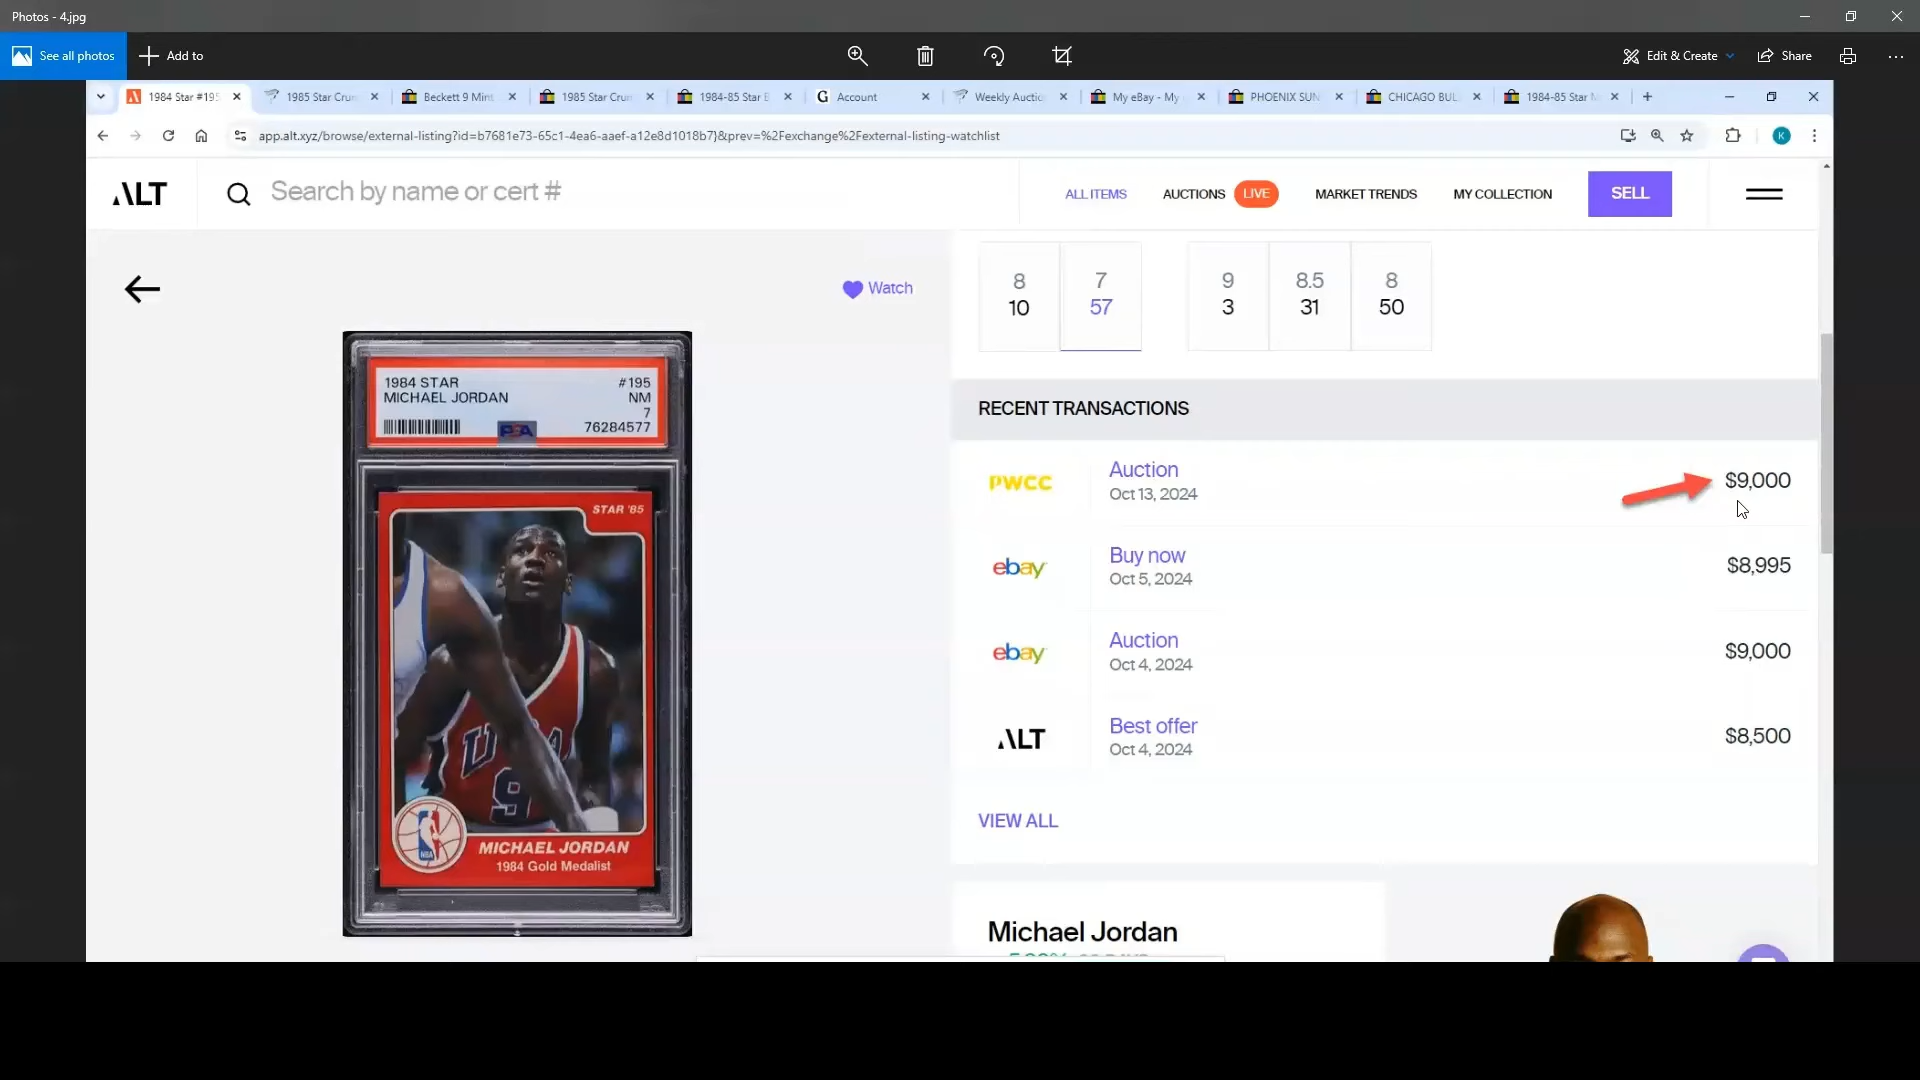 Photos - 4.jpg
See all photos
Add to
Edit & Create
Share
1984 Star #195
1985 Star Crun
Beckett 9 Mint
1985 Star Crun
1984-85 Star B
Account
Weekly Auctio
My eBay - My
PHOENIX SUN
CHICAGO BUL
1984-85 Star M
app.alt.xyz/browse/external-listing?id=b7681e73-65c1-4ea6-aaef-a12e8d1018b7}&prev=%2Fexchange%2Fexternal-listing-watchlist
K
ALT
Search by name or cert #
ALL ITEMS
AUCTIONS LIVE
MARKET TRENDS
MY COLLECTION
SELL
Watch
8 7 9 8.5 8
10 57 3 31 50
1984 STAR #195
MICHAEL JORDAN NM
7
PSA 76284577
STAR '85
USA
9
NBA
MICHAEL JORDAN
1984 Gold Medalist
RECENT TRANSACTIONS
PWCC Auction $9,000
Oct 13, 2024
ebay Buy now $8,995
Oct 5, 2024
ebay Auction $9,000
Oct 4, 2024
ALT Best offer $8,500
Oct 4, 2024
VIEW ALL
Michael Jordan